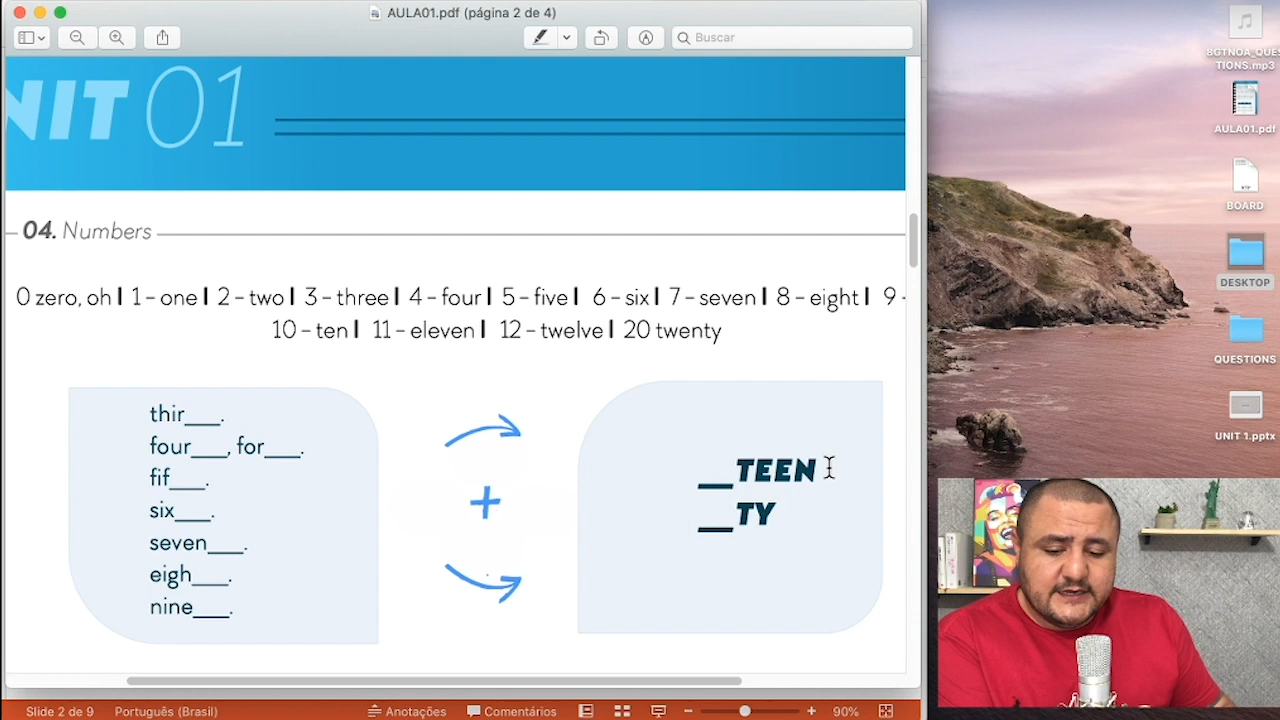 AULA01.pdf (página 2 de 4)
Buscar
NIT 01
04. Numbers
0 zero, oh | 1 – one | 2 – two | 3 – three | 4 – four | 5 – five | 6 – six | 7 – seven | 8 – eight | 9 -
10 – ten | 11 – eleven | 12 – twelve | 20 twenty
thir___.
four___, for___.
fif___.
six___.
seven___.
eigh___.
nine___.
__TEEN
__TY
8GTNOA_QUES
TIONS.mp3
AULA01.pdf
BOARD
DESKTOP
QUESTIONS
UNIT 1.pptx
Slide 2 de 9 Português (Brasil) Anotações Comentários 90%